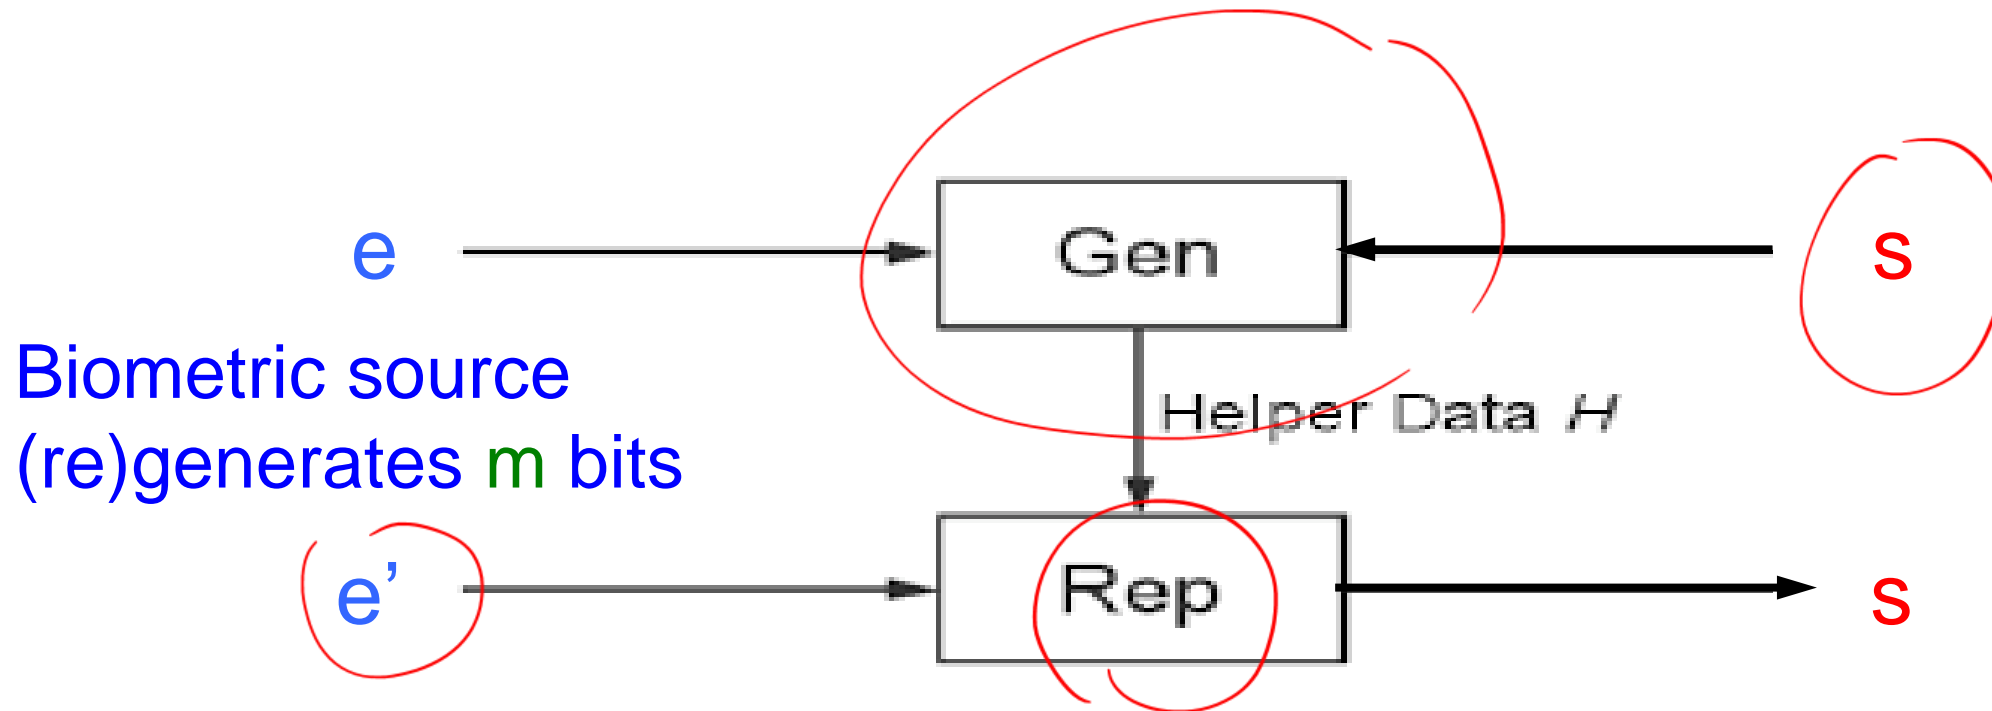 e
Gen
s
Biometric source
(re)generates m bits
Helper Data H
e’
Rep
s